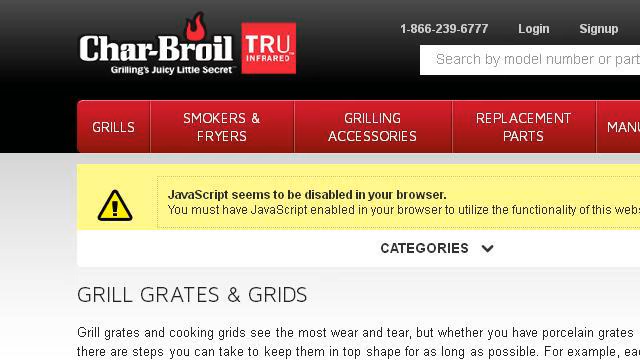 1-866-239-6777 Login Signup
Char-Broil
TRU
INFRARED
Grilling's Juicy Little Secret™
Search by model number or part
GRILLS
SMOKERS &
FRYERS
GRILLING
ACCESSORIES
REPLACEMENT
PARTS
MANU
JavaScript seems to be disabled in your browser.
You must have JavaScript enabled in your browser to utilize the functionality of this webs
CATEGORIES
GRILL GRATES & GRIDS
Grill grates and cooking grids see the most wear and tear, but whether you have porcelain grates
there are steps you can take to keep them in top shape for as long as possible. For example, ea